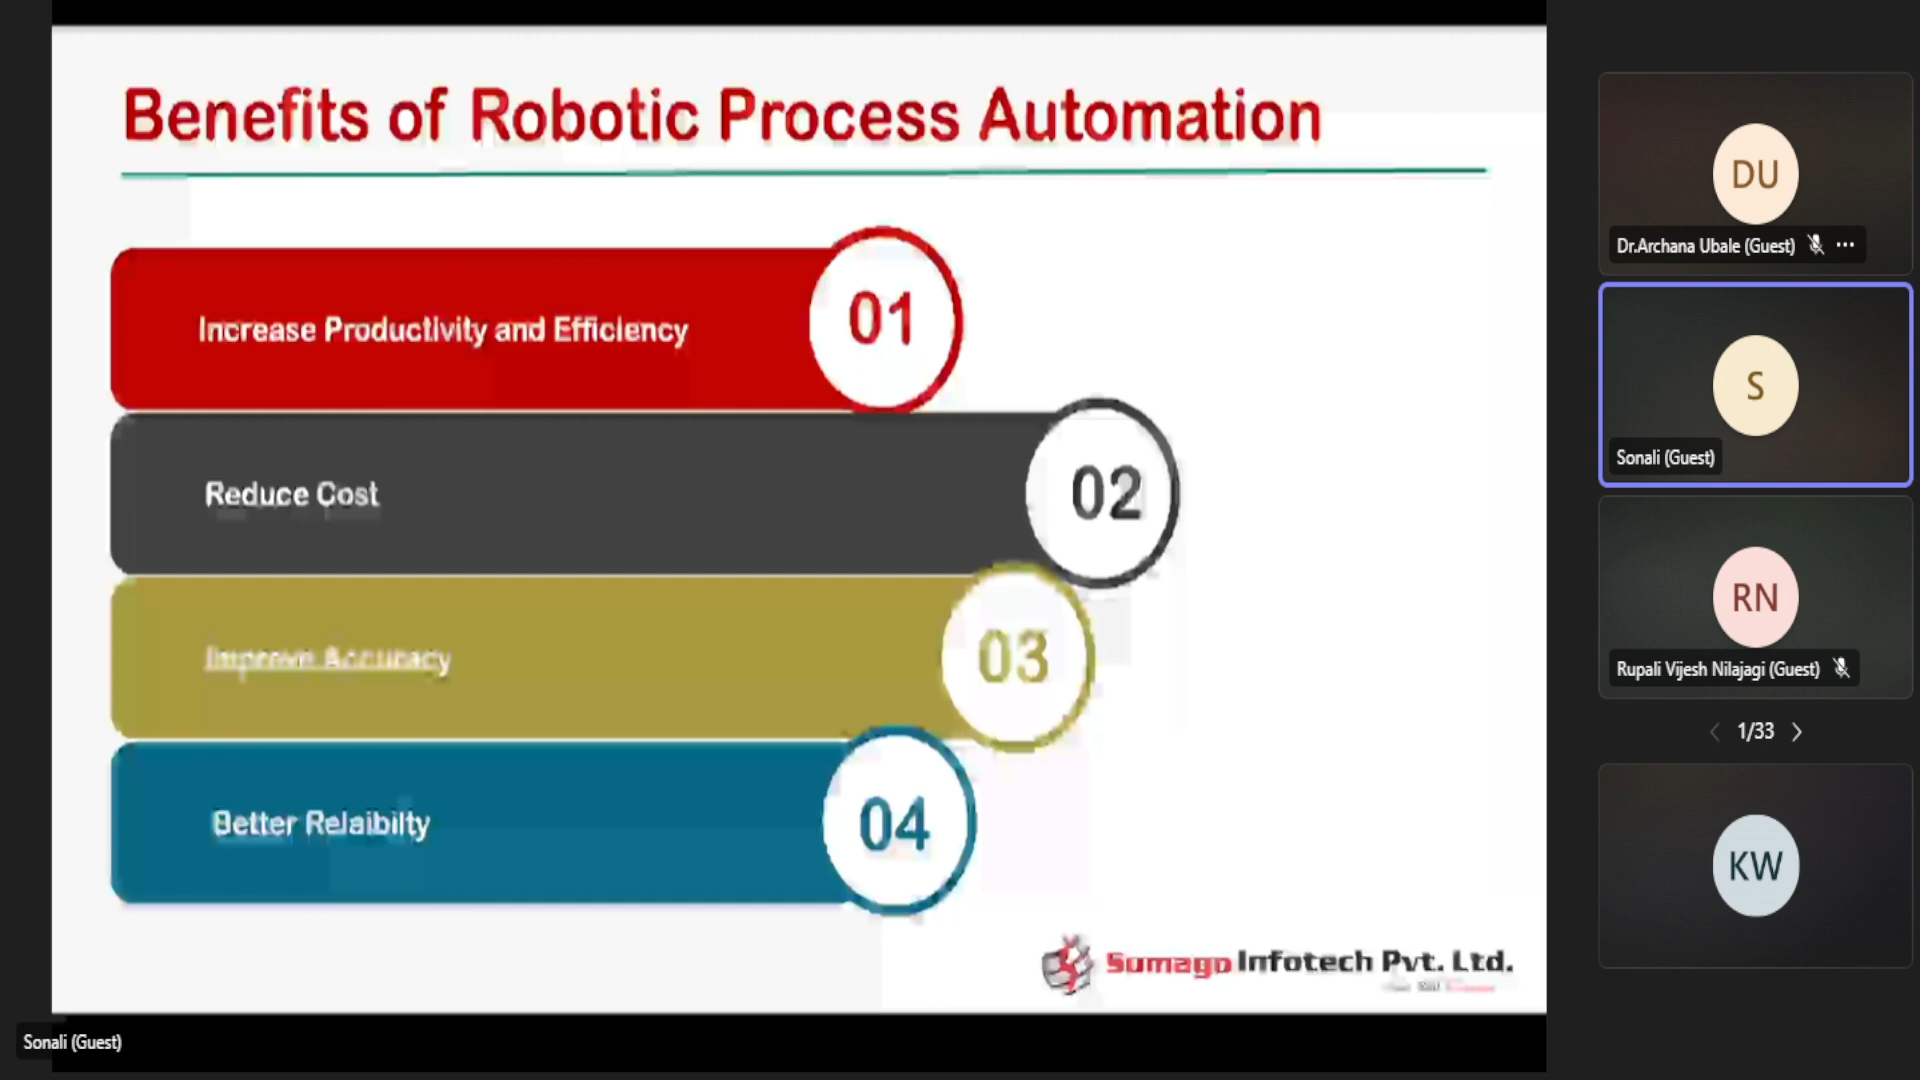 Benefits of Robotic Process Automation
Increase Productivity and Efficiency
01
Reduce Cost
02
Improve Accuracy
03
Better Relaibilty
04
Sumago Infotech Pvt. Ltd.
Sonali (Guest)
DU
Dr.Archana Ubale (Guest)
S
Sonali (Guest)
RN
Rupali Vijesh Nilajagi (Guest)
1/33
KW